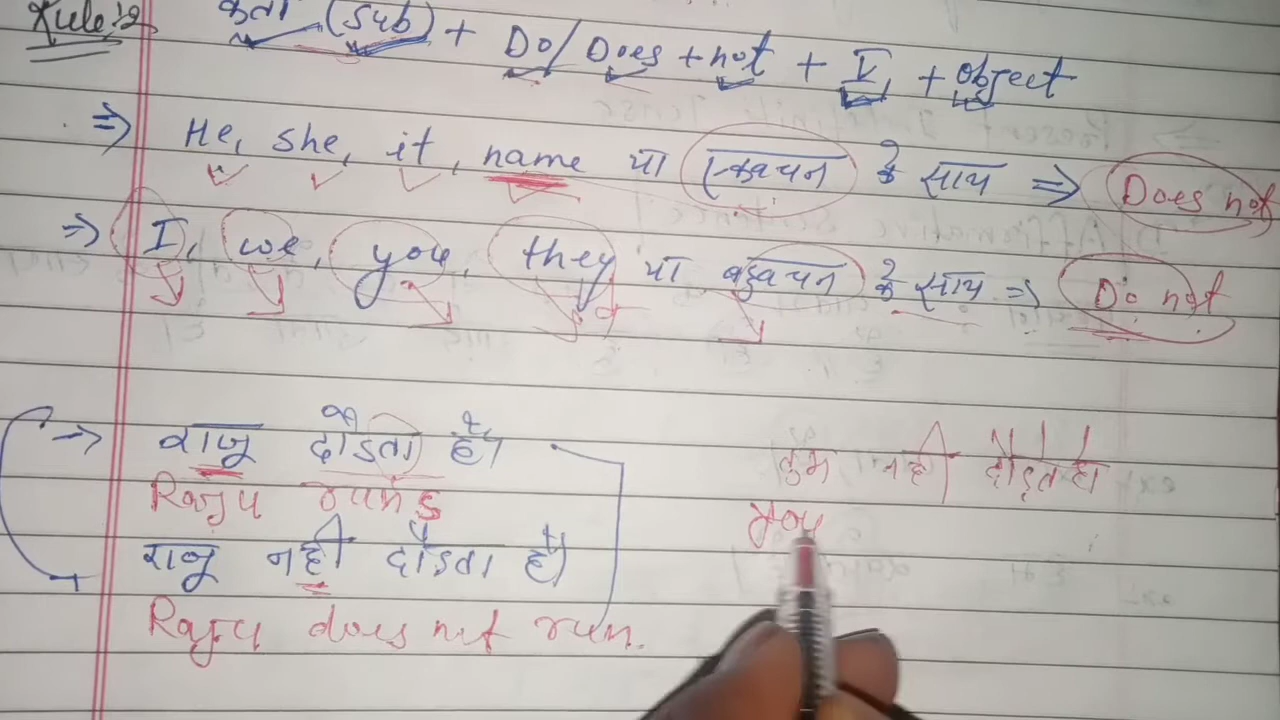 Rule:2 कर्ता (Sub) + Do/Does + not + V₁ + object
⇒ He, she, it, name या एकवचन के साथ ⇒ Does not
⇒ I, we, you, they या बहुवचन के साथ ⇒ Do not
→ राजू दौड़ता है।
Raju runs
राजू नहीं दौड़ता है।
Raju does not run.
तुम नहीं दौड़ते हो
you